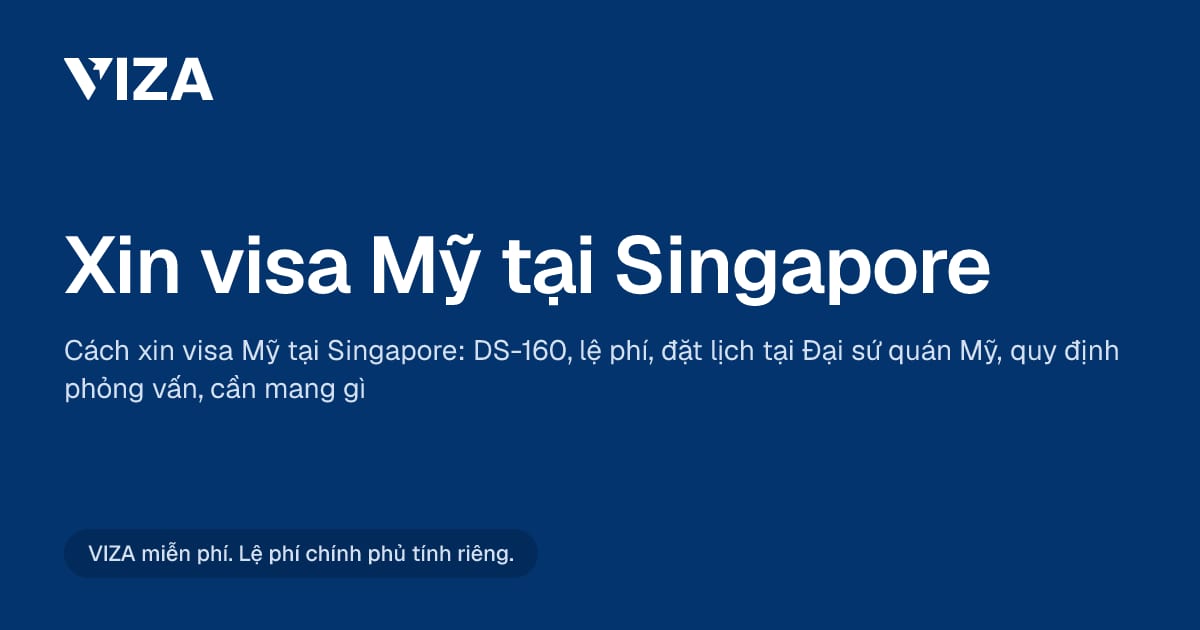 VIZA
Xin visa Mỹ tại Singapore
Cách xin visa Mỹ tại Singapore: DS-160, lệ phí, đặt lịch tại Đại sứ quán Mỹ, quy định
phỏng vấn, cần mang gì
VIZA miễn phí. Lệ phí chính phủ tính riêng.